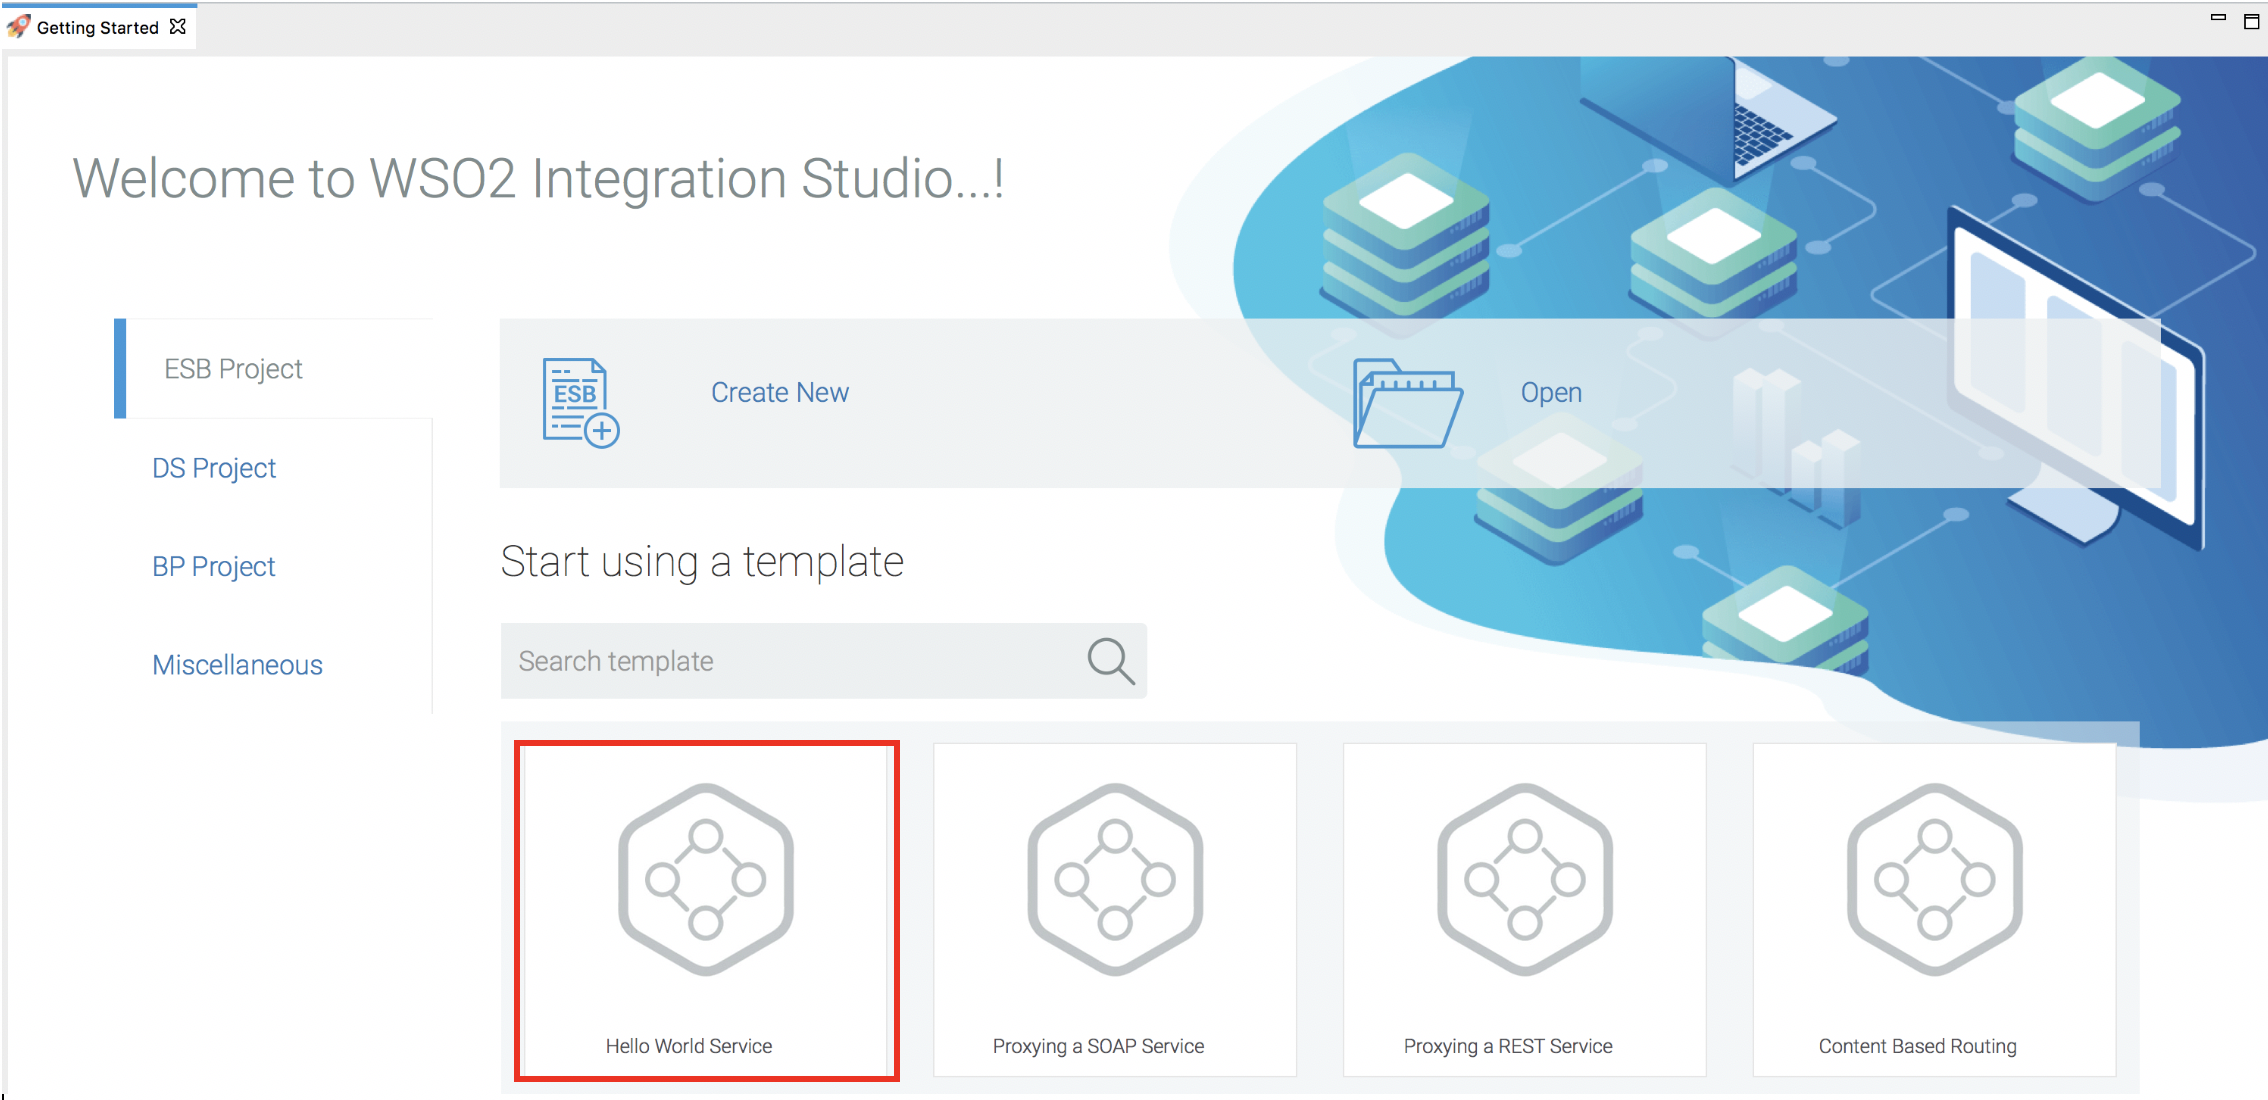 Getting Started
Welcome to WSO2 Integration Studio...!
ESB Project
DS Project
BP Project
Miscellaneous
ESB
Create New
Open
Start using a template
Search template
Hello World Service
Proxying a SOAP Service
Proxying a REST Service
Content Based Routing